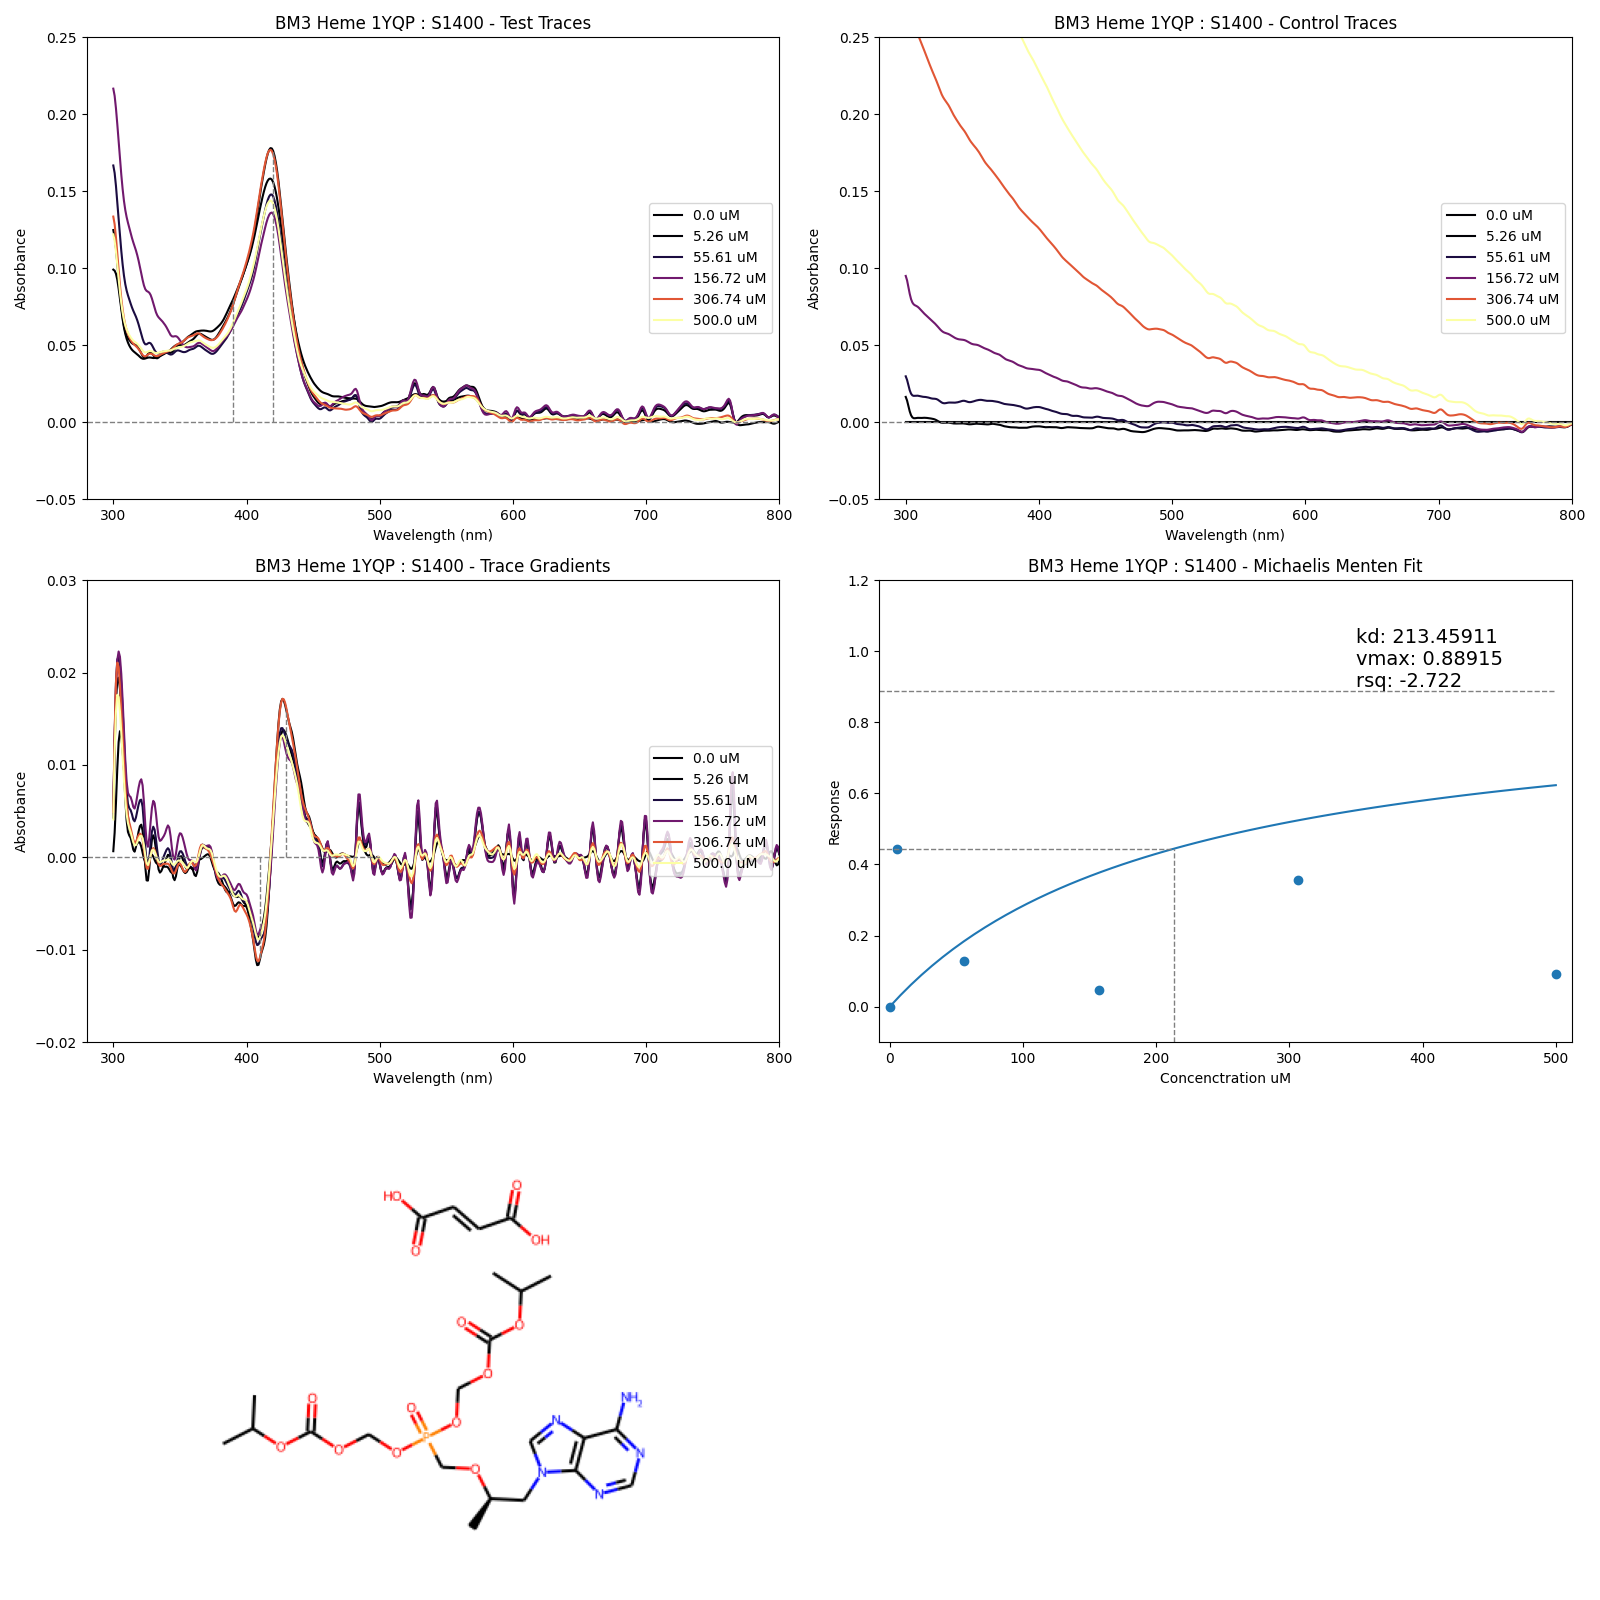 BM3 Heme 1YQP : S1400 - Test Traces
0.25
0.20
0.15
0.10
0.05
0.00
−0.05
Absorbance
300
400
500
600
700
800
Wavelength (nm)
0.0 uM
5.26 uM
55.61 uM
156.72 uM
306.74 uM
500.0 uM
BM3 Heme 1YQP : S1400 - Control Traces
0.25
0.20
0.15
0.10
0.05
0.00
−0.05
Absorbance
300
400
500
600
700
800
Wavelength (nm)
0.0 uM
5.26 uM
55.61 uM
156.72 uM
306.74 uM
500.0 uM
BM3 Heme 1YQP : S1400 - Trace Gradients
0.03
0.02
0.01
0.00
−0.01
−0.02
Absorbance
300
400
500
600
700
800
Wavelength (nm)
0.0 uM
5.26 uM
55.61 uM
156.72 uM
306.74 uM
500.0 uM
BM3 Heme 1YQP : S1400 - Michaelis Menten Fit
1.2
1.0
0.8
0.6
0.4
0.2
0.0
Response
0
100
200
300
400
500
Concenctration uM
kd: 213.45911
vmax: 0.88915
rsq: -2.722
HO
O
O
OH
O
O
O
O
O
O
O
O
O
P
O
O
N
N
N
N
NH2